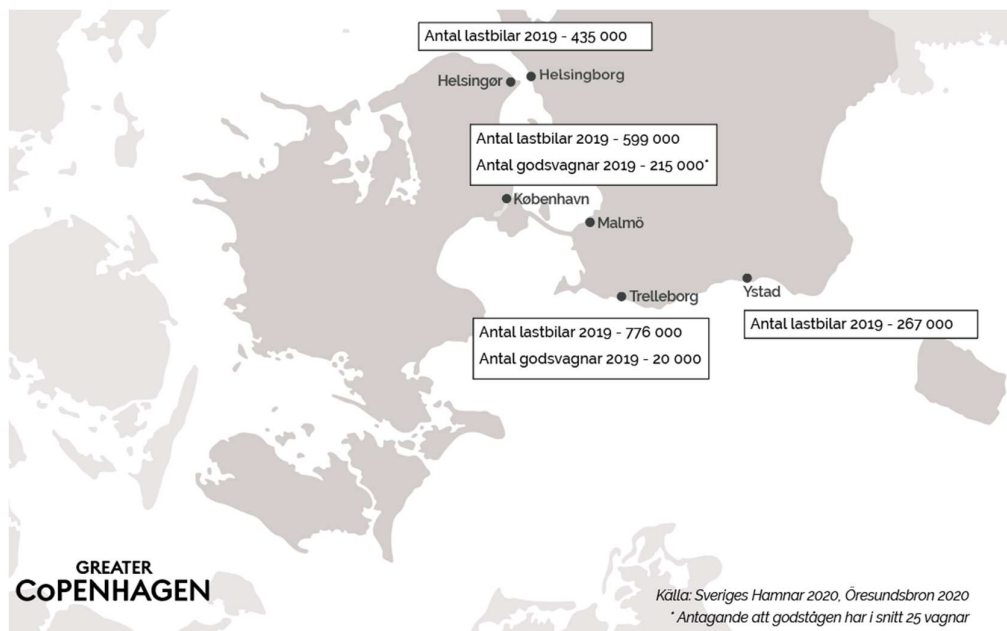 Antal lastbilar 2019 - 435 000
Helsingør
Helsingborg
Antal lastbilar 2019 - 599 000
Antal godsvagnar 2019 - 215 000*
København
Malmö
Trelleborg
Ystad
Antal lastbilar 2019 - 776 000
Antal godsvagnar 2019 - 20 000
Antal lastbilar 2019 - 267 000
GREATER
COPENHAGEN
Källa: Sveriges Hamnar 2020, Öresundsbron 2020
* Antagande att godstågen har i snitt 25 vagnar